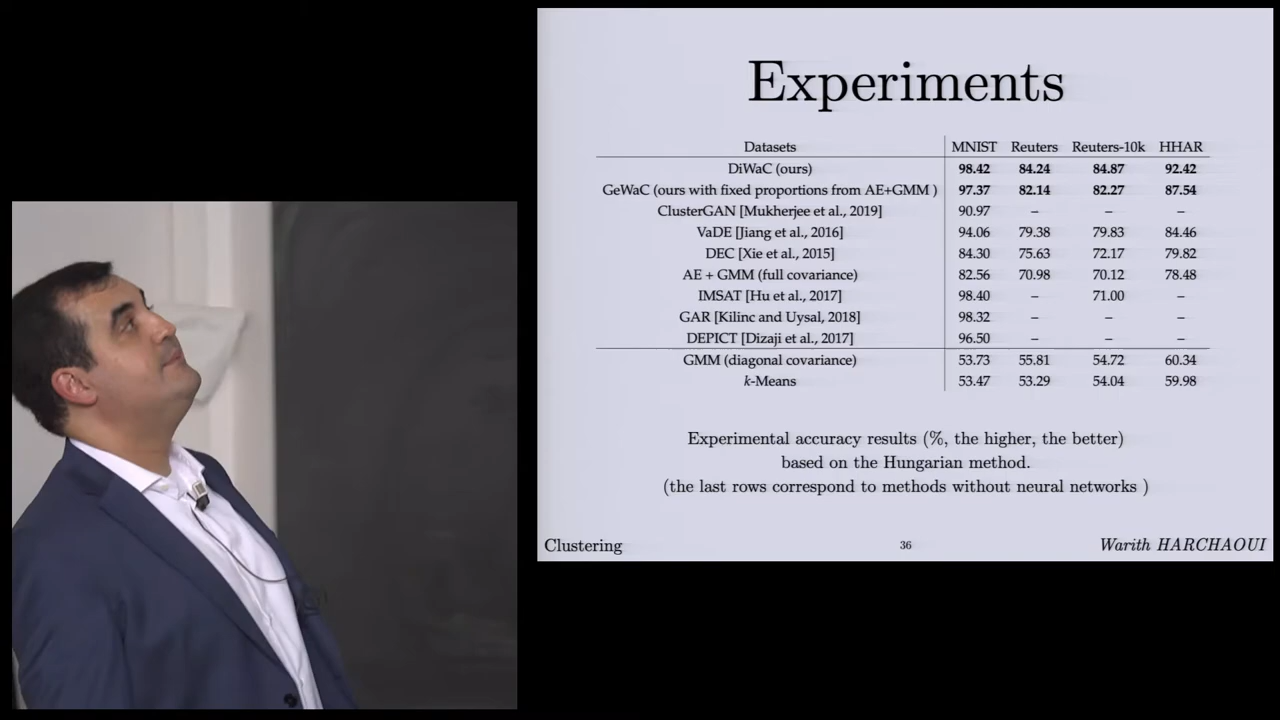 Experiments
Datasets MNIST Reuters Reuters-10k HHAR
DiWaC (ours) 98.42 84.24 84.87 92.42
GeWaC (ours with fixed proportions from AE+GMM ) 97.37 82.14 82.27 87.54
ClusterGAN [Mukherjee et al., 2019] 90.97 – – –
VaDE [Jiang et al., 2016] 94.06 79.38 79.83 84.46
DEC [Xie et al., 2015] 84.30 75.63 72.17 79.82
AE + GMM (full covariance) 82.56 70.98 70.12 78.48
IMSAT [Hu et al., 2017] 98.40 – 71.00 –
GAR [Kilinc and Uysal, 2018] 98.32 – – –
DEPICT [Dizaji et al., 2017] 96.50 – – –
GMM (diagonal covariance) 53.73 55.81 54.72 60.34
k-Means 53.47 53.29 54.04 59.98
Experimental accuracy results (%, the higher, the better)
based on the Hungarian method.
(the last rows correspond to methods without neural networks )
Clustering 36 Warith HARCHAOUI